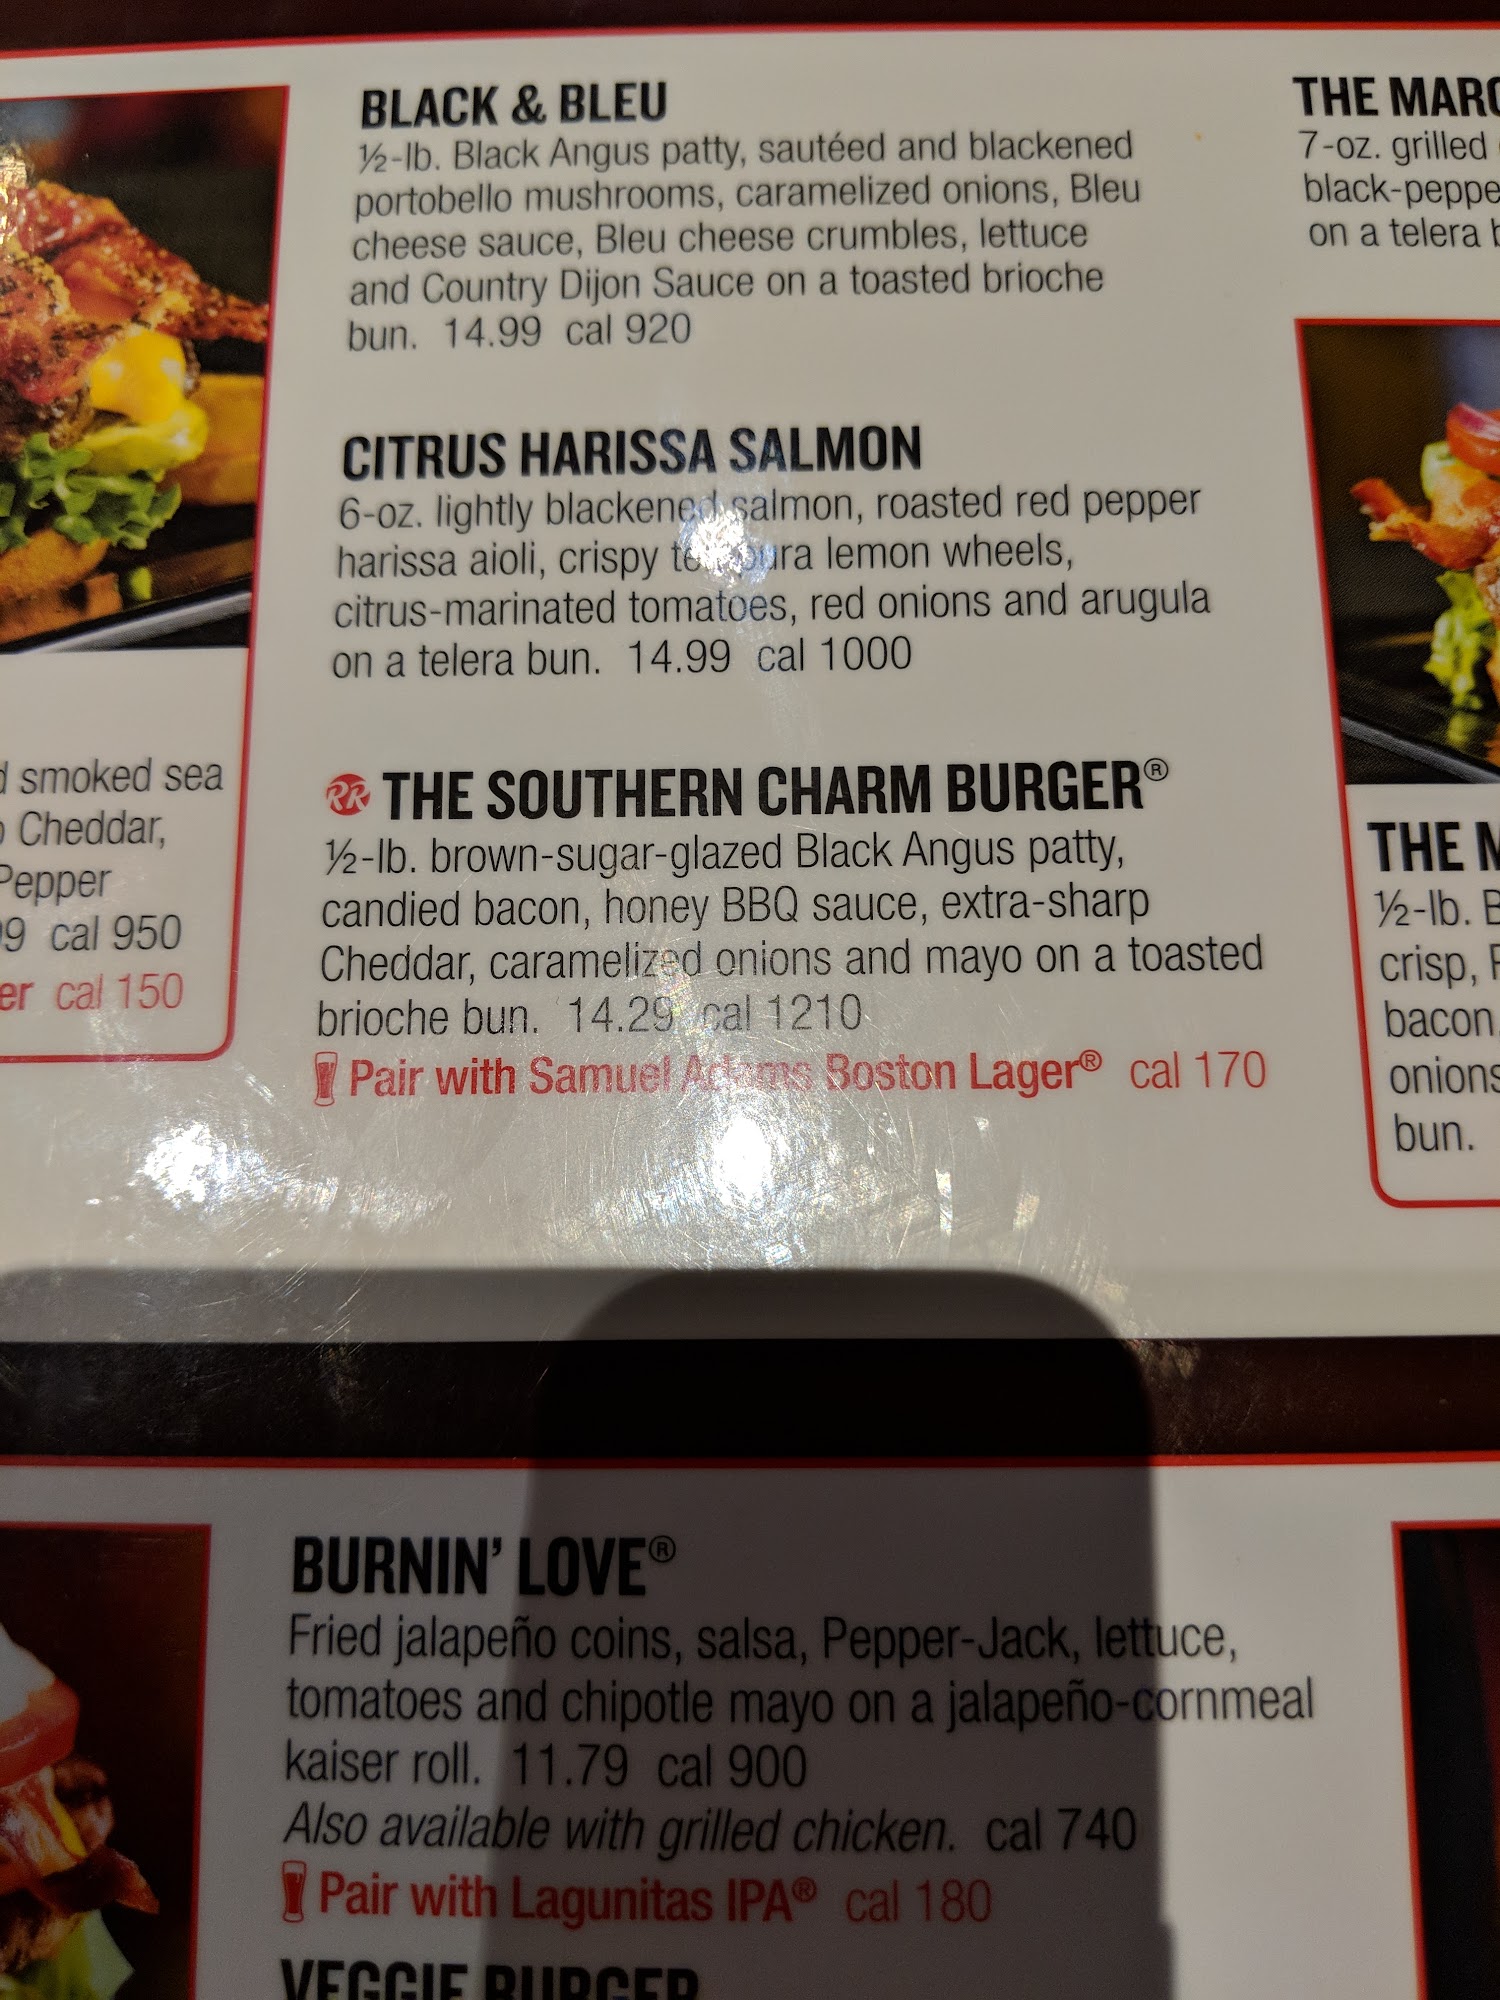 BLACK & BLEU
½-lb. Black Angus patty, sautéed and blackened
portobello mushrooms, caramelized onions, Bleu
cheese sauce, Bleu cheese crumbles, lettuce
and Country Dijon Sauce on a toasted brioche
bun. 14.99 cal 920
CITRUS HARISSA SALMON
6-oz. lightly blackened salmon, roasted red pepper
harissa aioli, crispy tempura lemon wheels,
citrus-marinated tomatoes, red onions and arugula
on a telera bun. 14.99 cal 1000
RR THE SOUTHERN CHARM BURGER®
½-lb. brown-sugar-glazed Black Angus patty,
candied bacon, honey BBQ sauce, extra-sharp
Cheddar, caramelized onions and mayo on a toasted
brioche bun. 14.29 cal 1210
Pair with Samuel Adams Boston Lager® cal 170
smoked sea
Cheddar,
Pepper
cal 950
cal 150
THE
7-oz. grilled
on a telera
THE
½-lb.
crisp,
bacon
onions
bun.
BURNIN' LOVE®
Fried jalapeño coins, salsa, Pepper-Jack, lettuce,
tomatoes and chipotle mayo on a jalapeño-cornmeal
kaiser roll. 11.79 cal 900
Also available with grilled chicken. cal 740
Pair with Lagunitas IPA® cal 180
VEGGIE BURGER